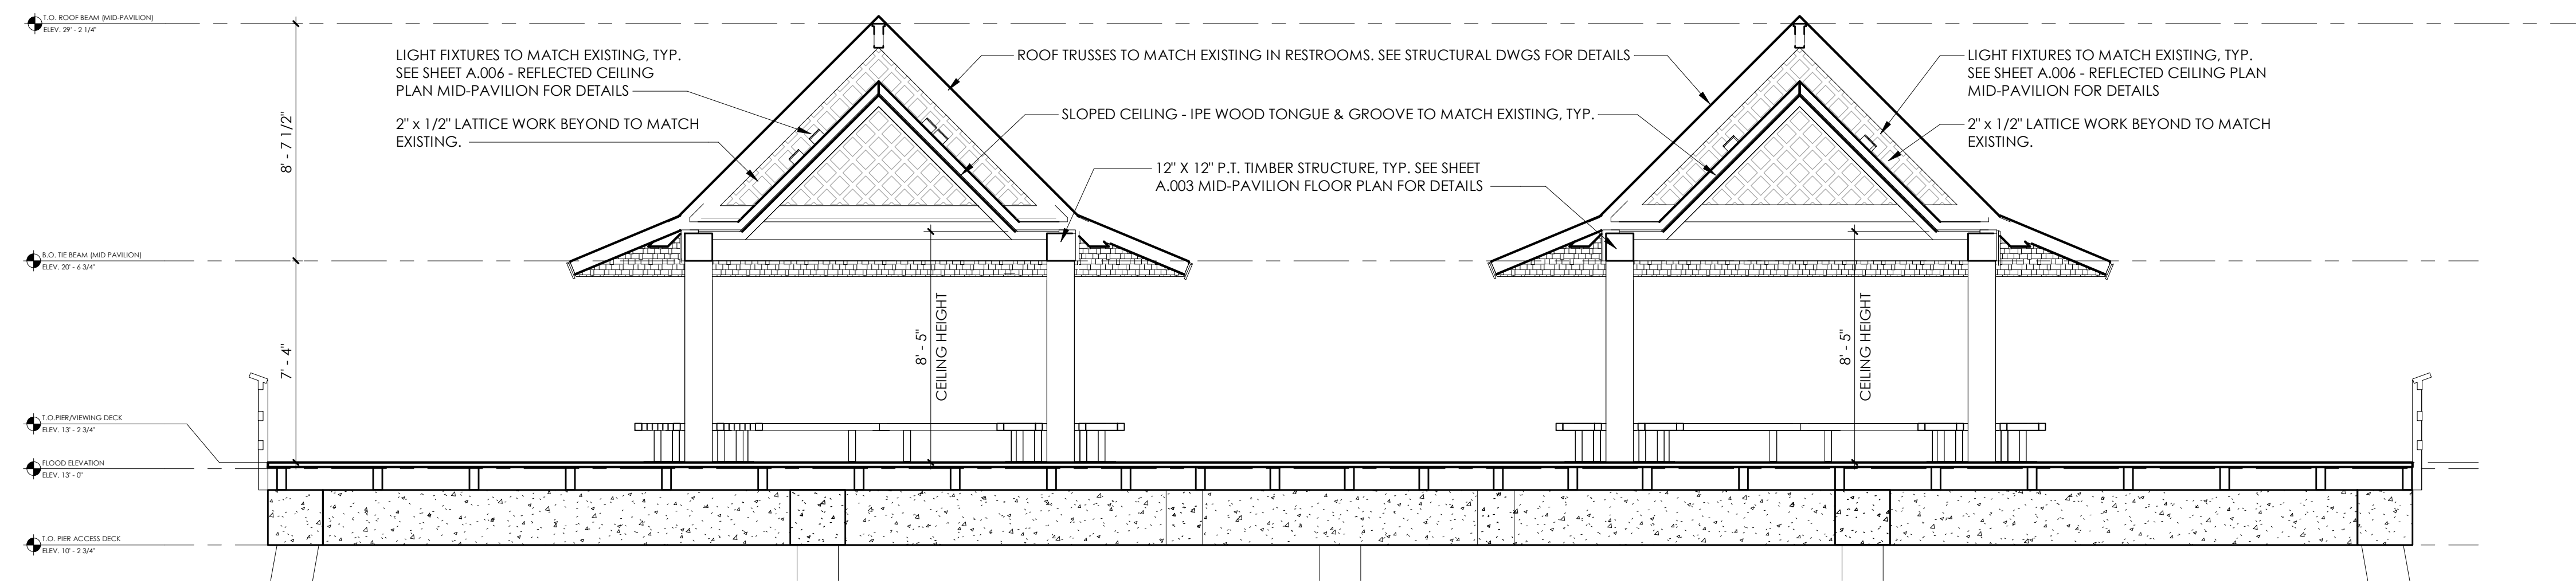 T.O. ROOF BEAM (MID-PAVILION)
ELEV. 29' - 2 1/4"
LIGHT FIXTURES TO MATCH EXISTING, TYP.
SEE SHEET A.006 - REFLECTED CEILING
PLAN MID-PAVILION FOR DETAILS
2" x 1/2" LATTICE WORK BEYOND TO MATCH
EXISTING.
ROOF TRUSSES TO MATCH EXISTING IN RESTROOMS. SEE STRUCTURAL DWGS FOR DETAILS
SLOPED CEILING - IPE WOOD TONGUE & GROOVE TO MATCH EXISTING, TYP.
12" X 12" P.T. TIMBER STRUCTURE, TYP. SEE SHEET
A.003 MID-PAVILION FLOOR PLAN FOR DETAILS
LIGHT FIXTURES TO MATCH EXISTING, TYP.
SEE SHEET A.006 - REFLECTED CEILING PLAN
MID-PAVILION FOR DETAILS
2" x 1/2" LATTICE WORK BEYOND TO MATCH
EXISTING.
8' - 7 1/2"
B.O. TIE BEAM (MID PAVILION)
ELEV. 20' - 6 3/4"
7' - 4"
8' - 5"
CEILING HEIGHT
8' - 5"
CEILING HEIGHT
T.O.PIER/VIEWING DECK
ELEV. 13' - 2 3/4"
FLOOD ELEVATION
ELEV. 13' - 0"
T.O. PIER ACCESS DECK
ELEV. 10' - 2 3/4"